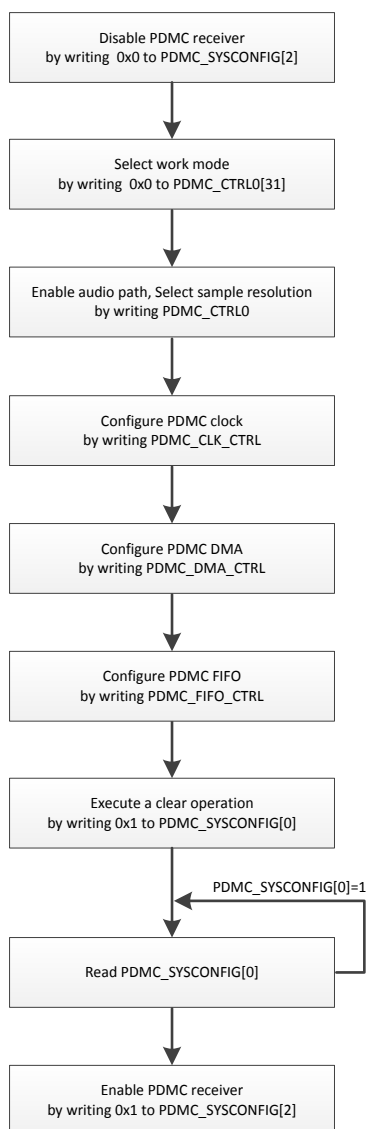 Disable PDMC receiver
by writing 0x0 to PDMC_SYSCONFIG[2]
Select work mode
by writing 0x0 to PDMC_CTRL0[31]
Enable audio path, Select sample resolution
by writing PDMC_CTRL0
Configure PDMC clock
by writing PDMC_CLK_CTRL
Configure PDMC DMA
by writing PDMC_DMA_CTRL
Configure PDMC FIFO
by writing PDMC_FIFO_CTRL
Execute a clear operation
by writing 0x1 to PDMC_SYSCONFIG[0]
PDMC_SYSCONFIG[0]=1
Read PDMC_SYSCONFIG[0]
Enable PDMC receiver
by writing 0x1 to PDMC_SYSCONFIG[2]